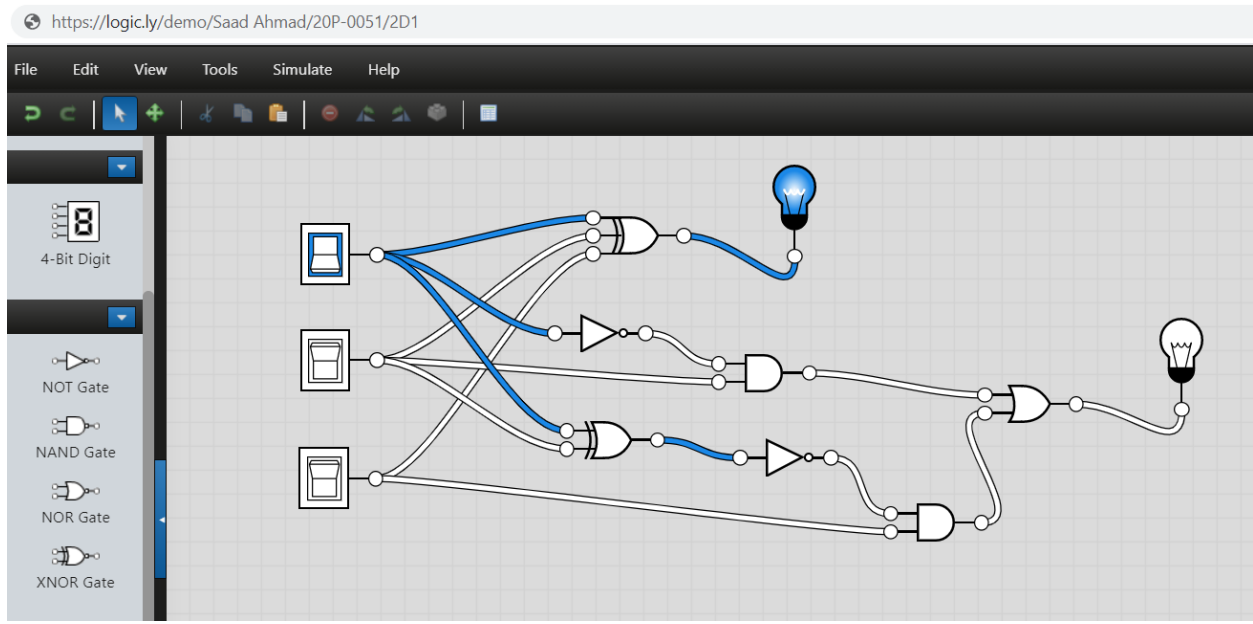 https://logic.ly/demo/Saad Ahmad/20P-0051/2D1
File Edit View Tools Simulate Help
8
4-Bit Digit
NOT Gate
NAND Gate
NOR Gate
XNOR Gate